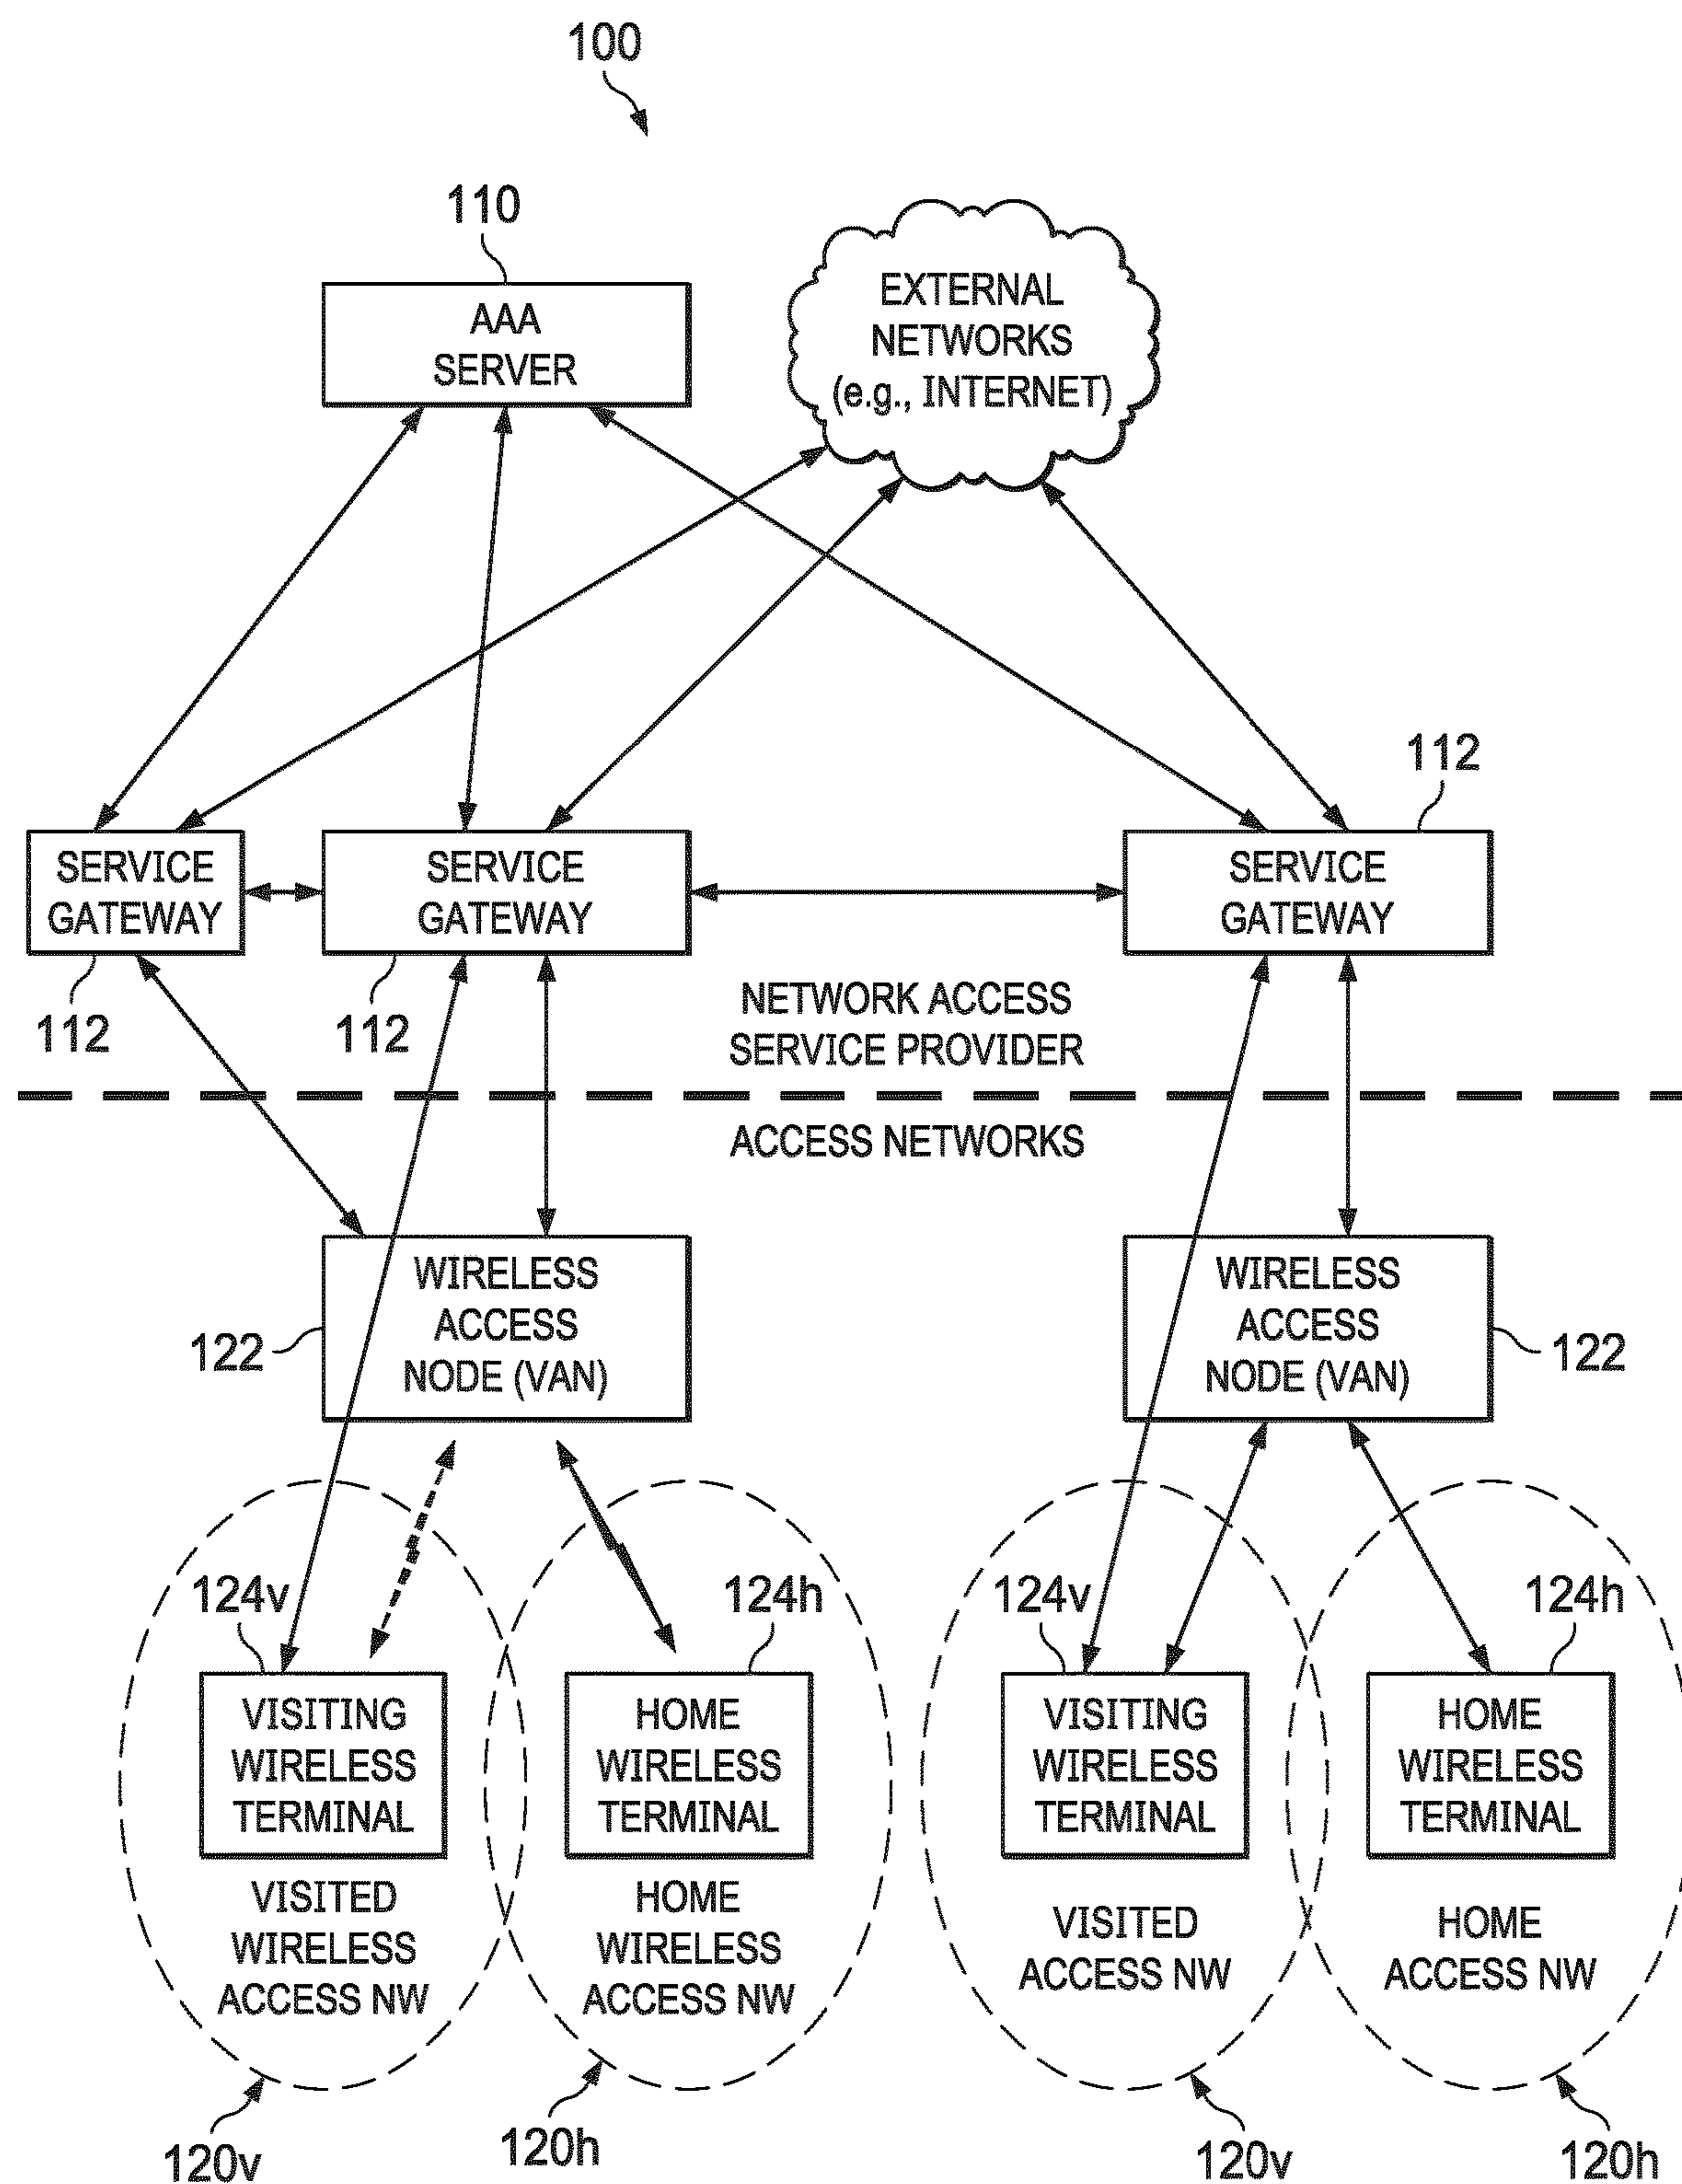 100
110
AAA
SERVER
EXTERNAL
NETWORKS
(e.g., INTERNET)
112
SERVICE
GATEWAY
SERVICE
GATEWAY
SERVICE
GATEWAY
112
112
NETWORK ACCESS
SERVICE PROVIDER
ACCESS NETWORKS
WIRELESS
ACCESS
NODE (VAN)
122
WIRELESS
ACCESS
NODE (VAN)
122
124v
124h
124v
124h
VISITING
WIRELESS
TERMINAL
HOME
WIRELESS
TERMINAL
VISITING
WIRELESS
TERMINAL
HOME
WIRELESS
TERMINAL
VISITED
WIRELESS
ACCESS NW
HOME
WIRELESS
ACCESS NW
VISITED
ACCESS NW
HOME
ACCESS NW
120v
120h
120v
120h